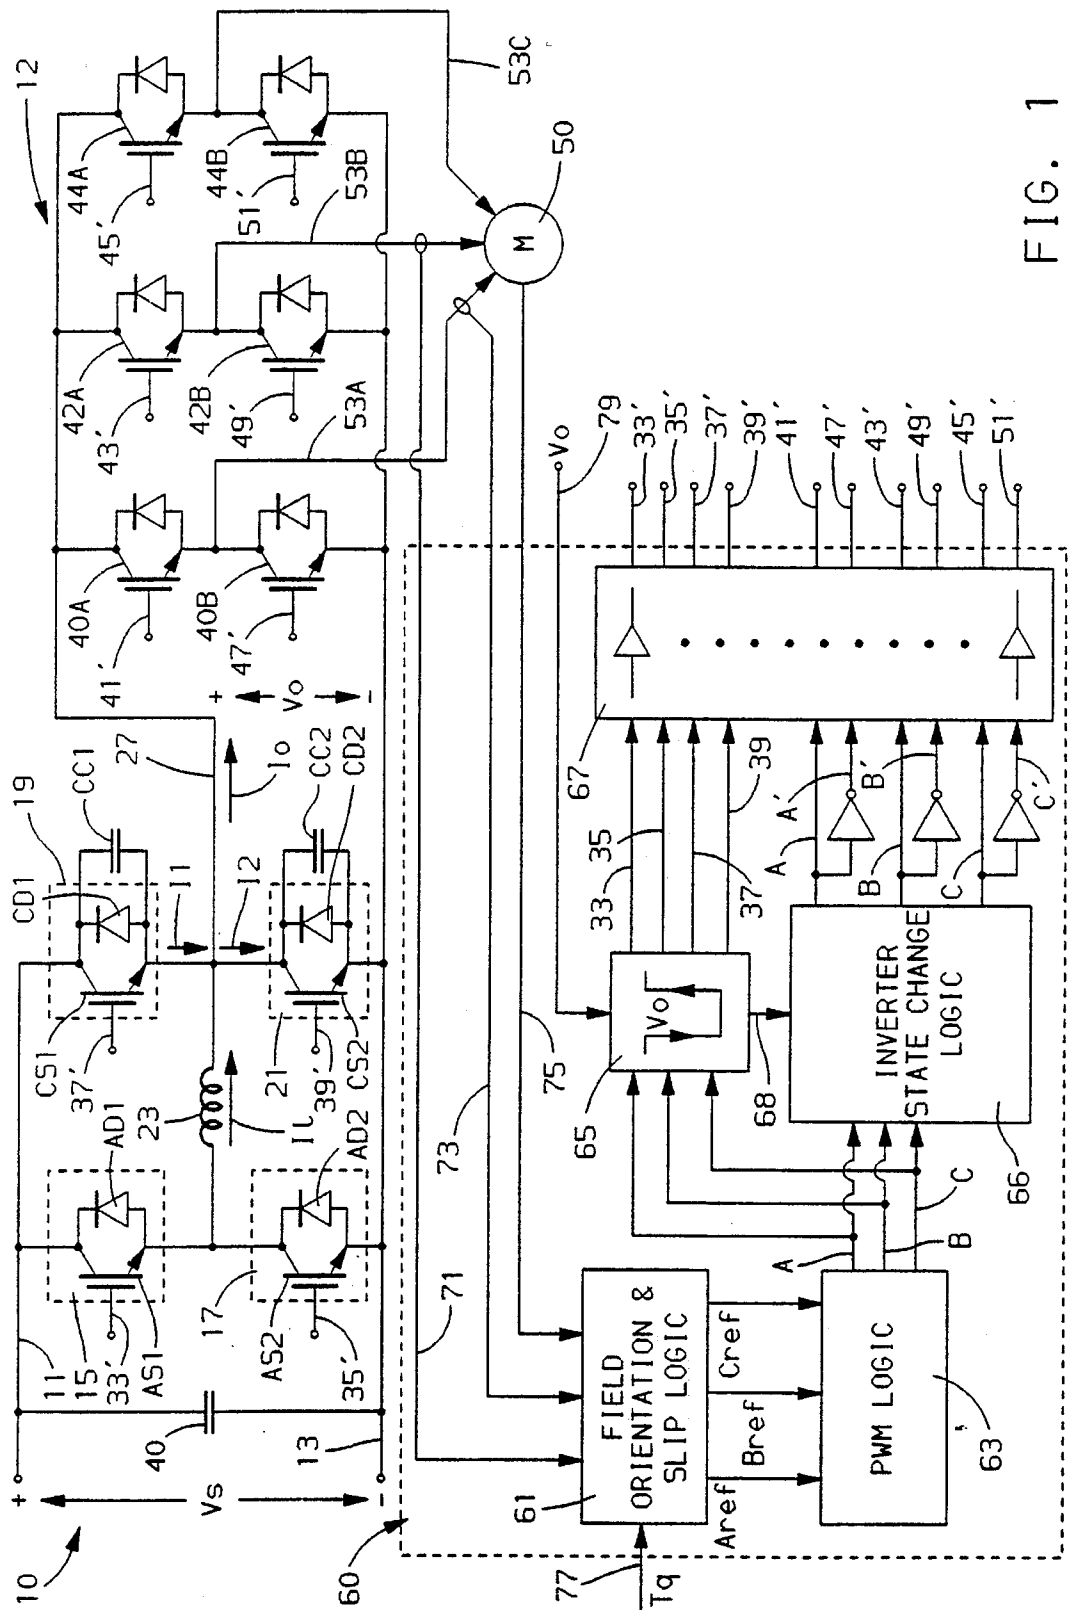 10
+
Vs
-
40
13
11
15
33'
AS1
AD1
17
AS2
35'
AD2
23
Il
CS1
37'
CD1
19
CC1
I1
I2
21
39'
CS2
CC2
CD2
27
Io
+
Vo
-
12
40A
41'
40B
47'
42A
43'
42B
49'
53A
44A
45'
44B
51'
53B
53C
M
50
60
71
73
75
Vo
79
77
Tq
61
FIELD
ORIENTATION &
SLIP LOGIC
Aref
Bref
Cref
PWM LOGIC
63
A
B
C
65
Vo
68
66
INVERTER
STATE CHANGE
LOGIC
33
35
37
39
A
A'
B
B'
C
C'
67
33'
35'
37'
39'
41'
47'
43'
49'
45'
51'
FIG. 1